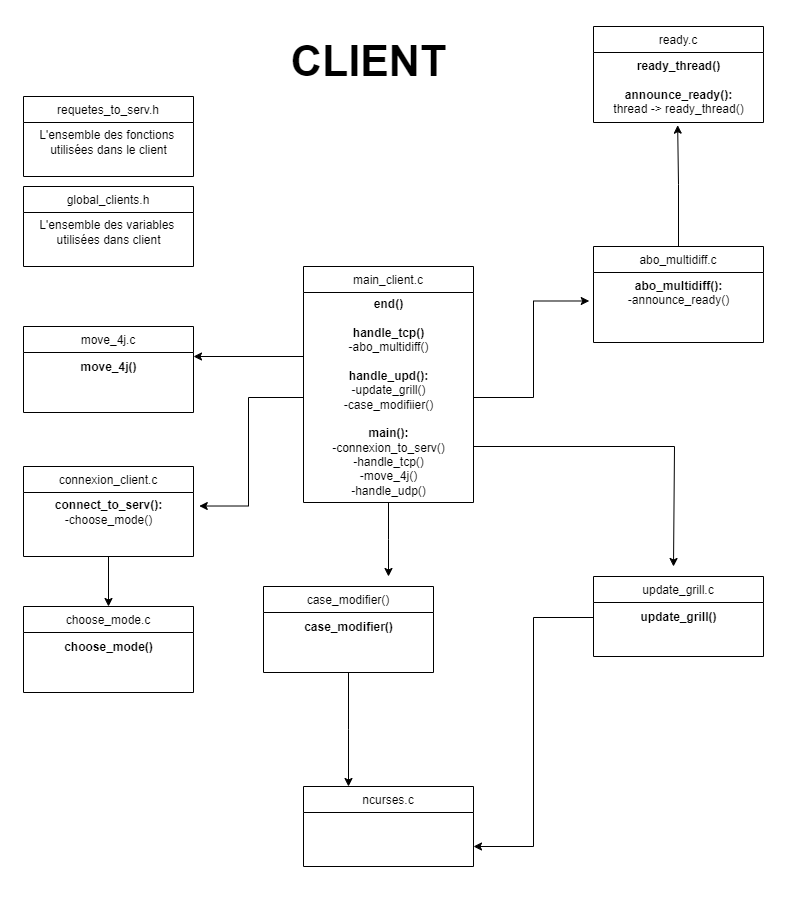 CLIENT
ready.c
ready_thread()
announce_ready():
thread -> ready_thread()
requetes_to_serv.h
L'ensemble des fonctions
utilisées dans le client
global_clients.h
L'ensemble des variables
utilisées dans client
main_client.c
end()
handle_tcp()
-abo_multidiff()
handle_upd():
-update_grill()
-case_modifiier()
main():
-connexion_to_serv()
-handle_tcp()
-move_4j()
-handle_udp()
abo_multidiff.c
abo_multidiff():
-announce_ready()
move_4j.c
move_4j()
connexion_client.c
connect_to_serv():
-choose_mode()
choose_mode.c
choose_mode()
case_modifier()
case_modifier()
update_grill.c
update_grill()
ncurses.c